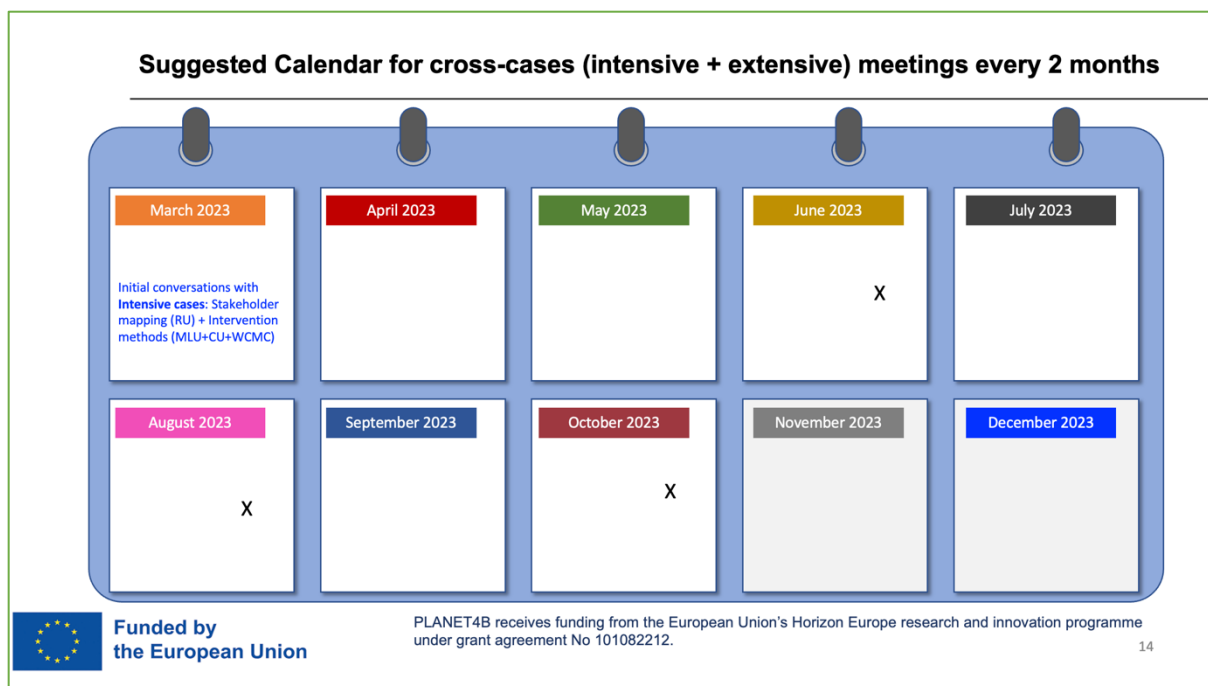 Suggested Calendar for cross-cases (intensive + extensive) meetings every 2 months
March 2023
April 2023
May 2023
June 2023
July 2023
Initial conversations with
Intensive cases: Stakeholder
mapping (RU) + Intervention
methods (MLU+CU+WCMC)
X
August 2023
September 2023
October 2023
November 2023
December 2023
X
X
Funded by
the European Union
PLANET4B receives funding from the European Union's Horizon Europe research and innovation programme
under grant agreement No 101082212.
14